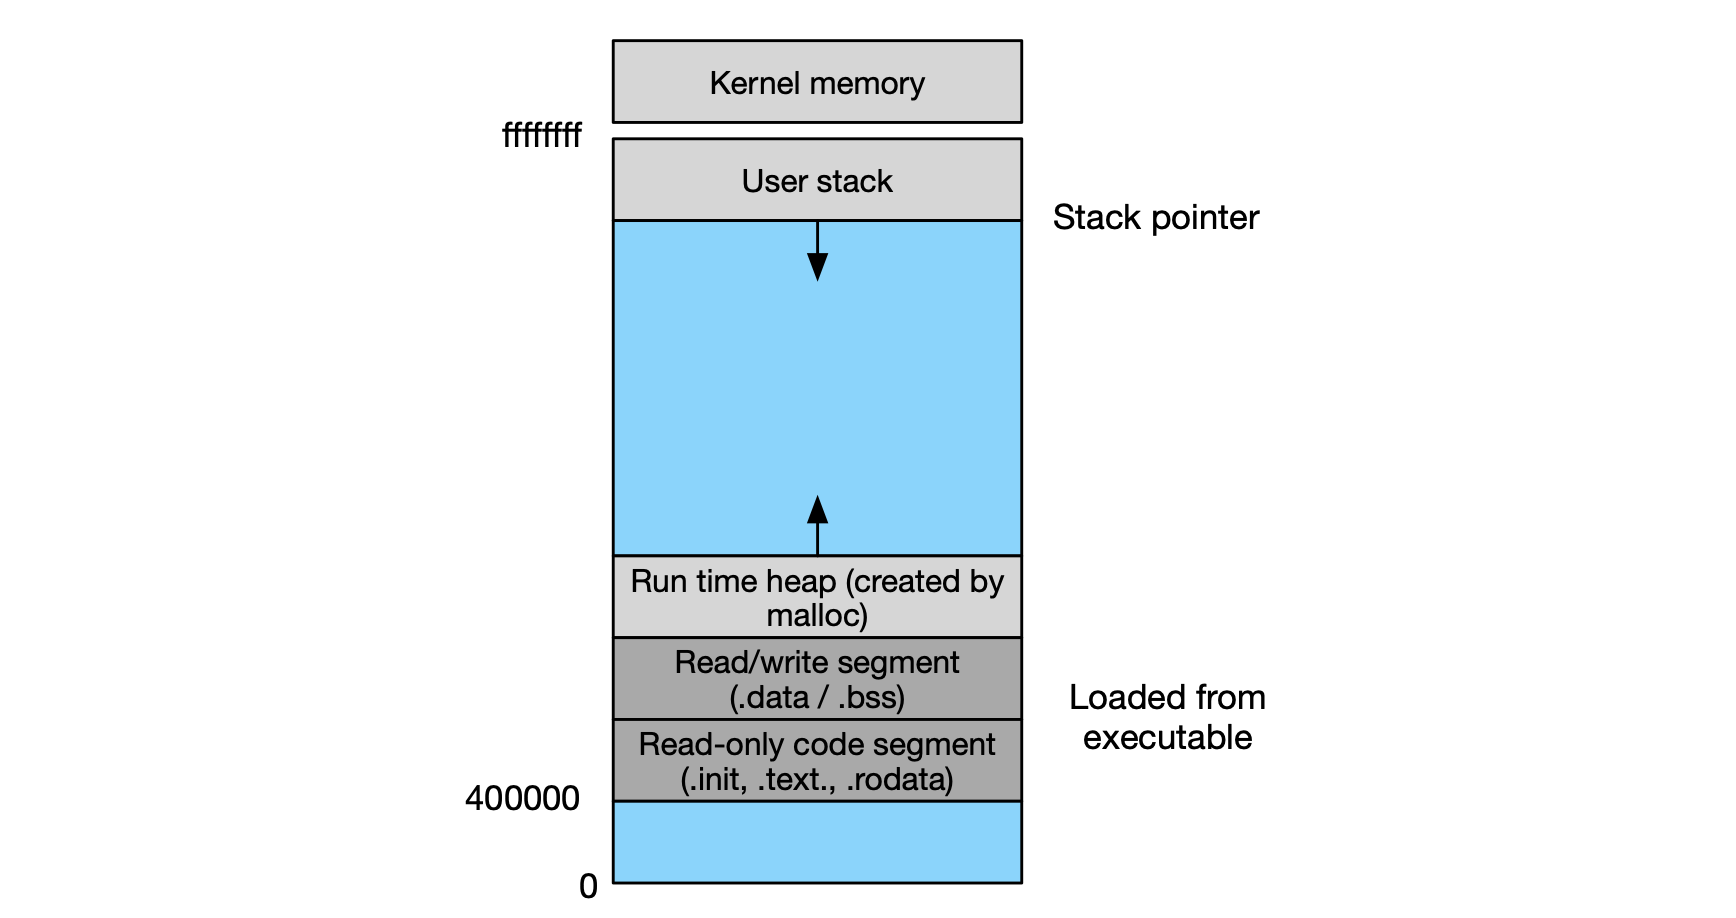 Kernel memory
ffffffff
User stack
Stack pointer
Run time heap (created by
malloc)
Read/write segment
(.data / .bss)
Loaded from
executable
Read-only code segment
(.init, .text., .rodata)
400000
0